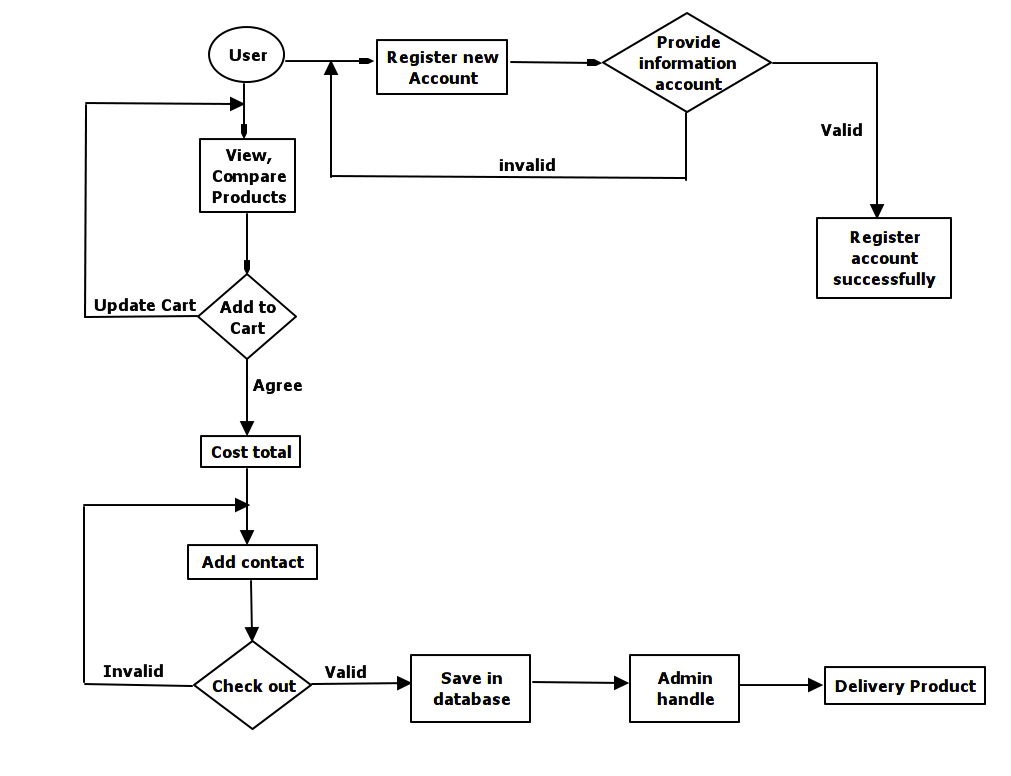 User
Register new
Account
Provide
information
account
Valid
invalid
View,
Compare
Products
Register
account
successfully
Update Cart
Add to
Cart
Agree
Cost total
Add contact
Invalid
Check out
Valid
Save in
database
Admin
handle
Delivery Product